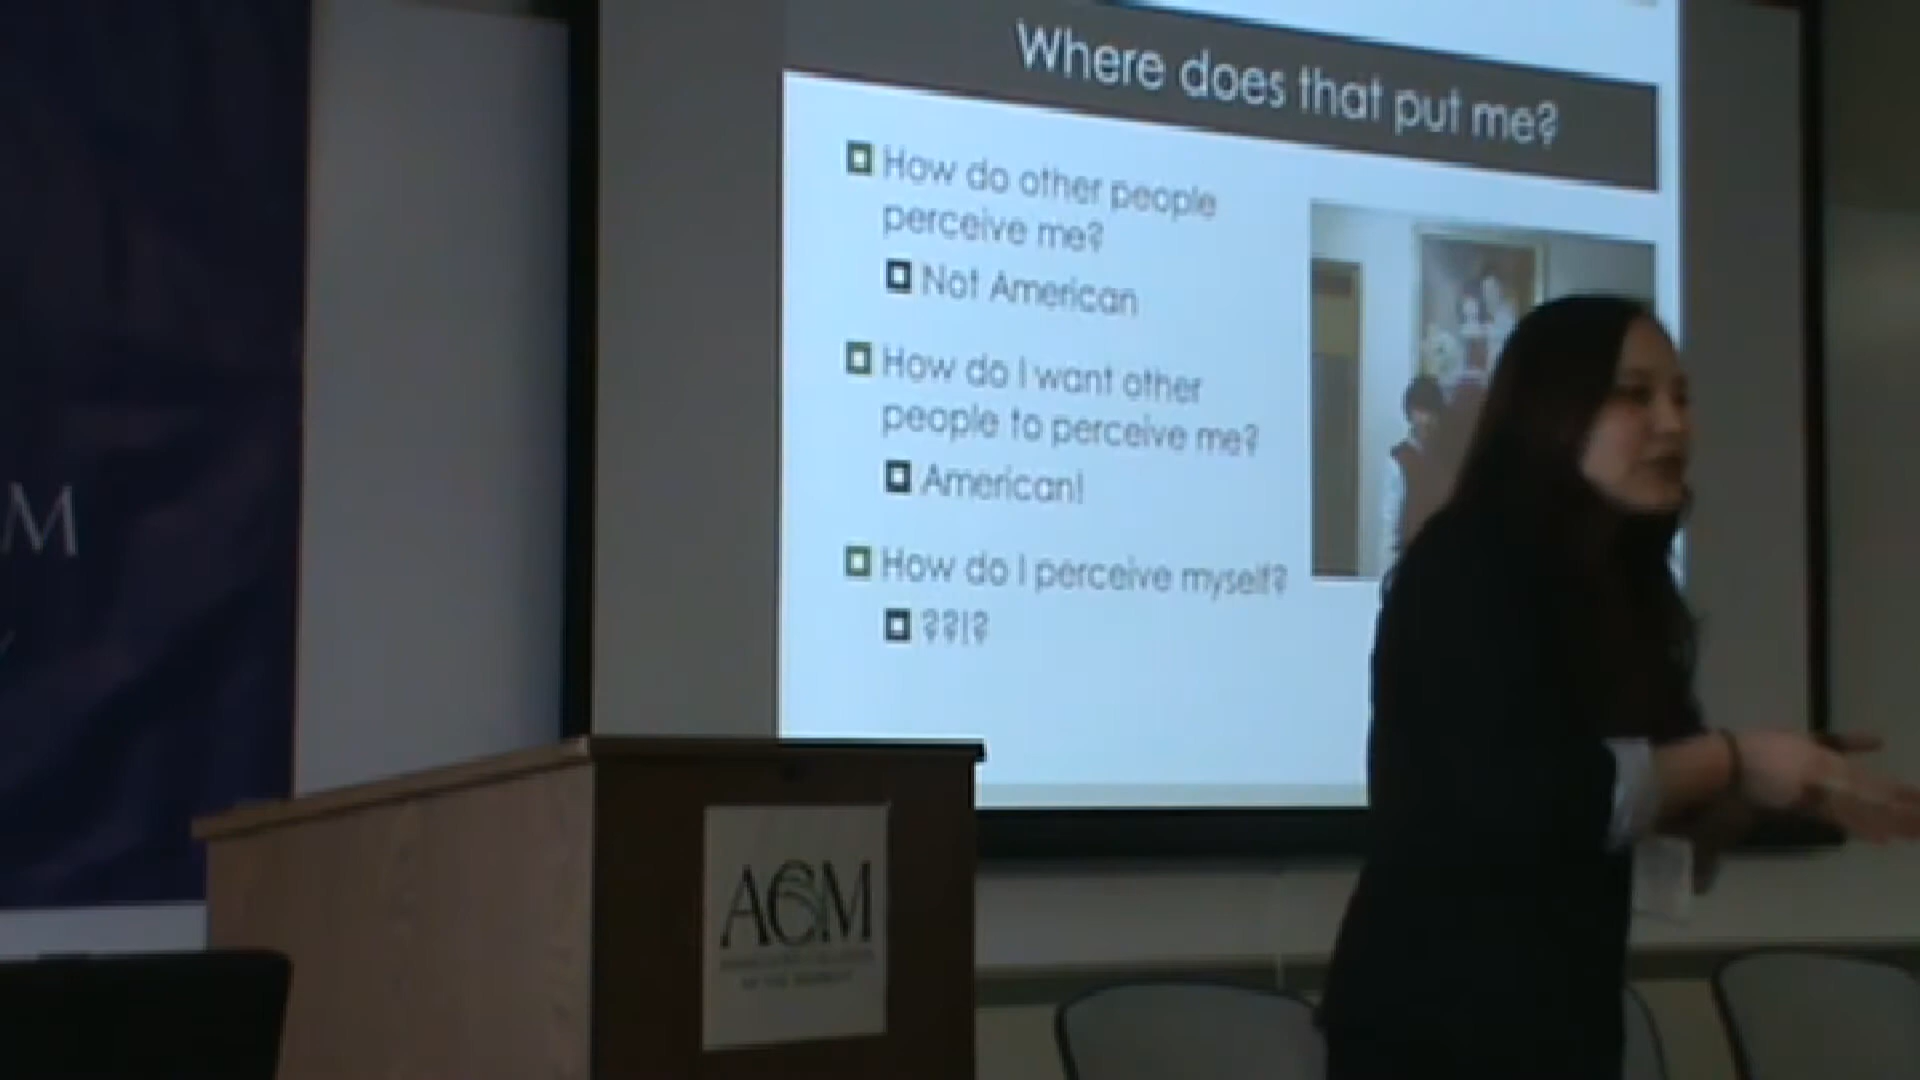 Where does that put me?
How do other people
perceive me?
Not American
How do I want other
people to perceive me?
American!
How do I perceive myself?
??!?
M
ACM